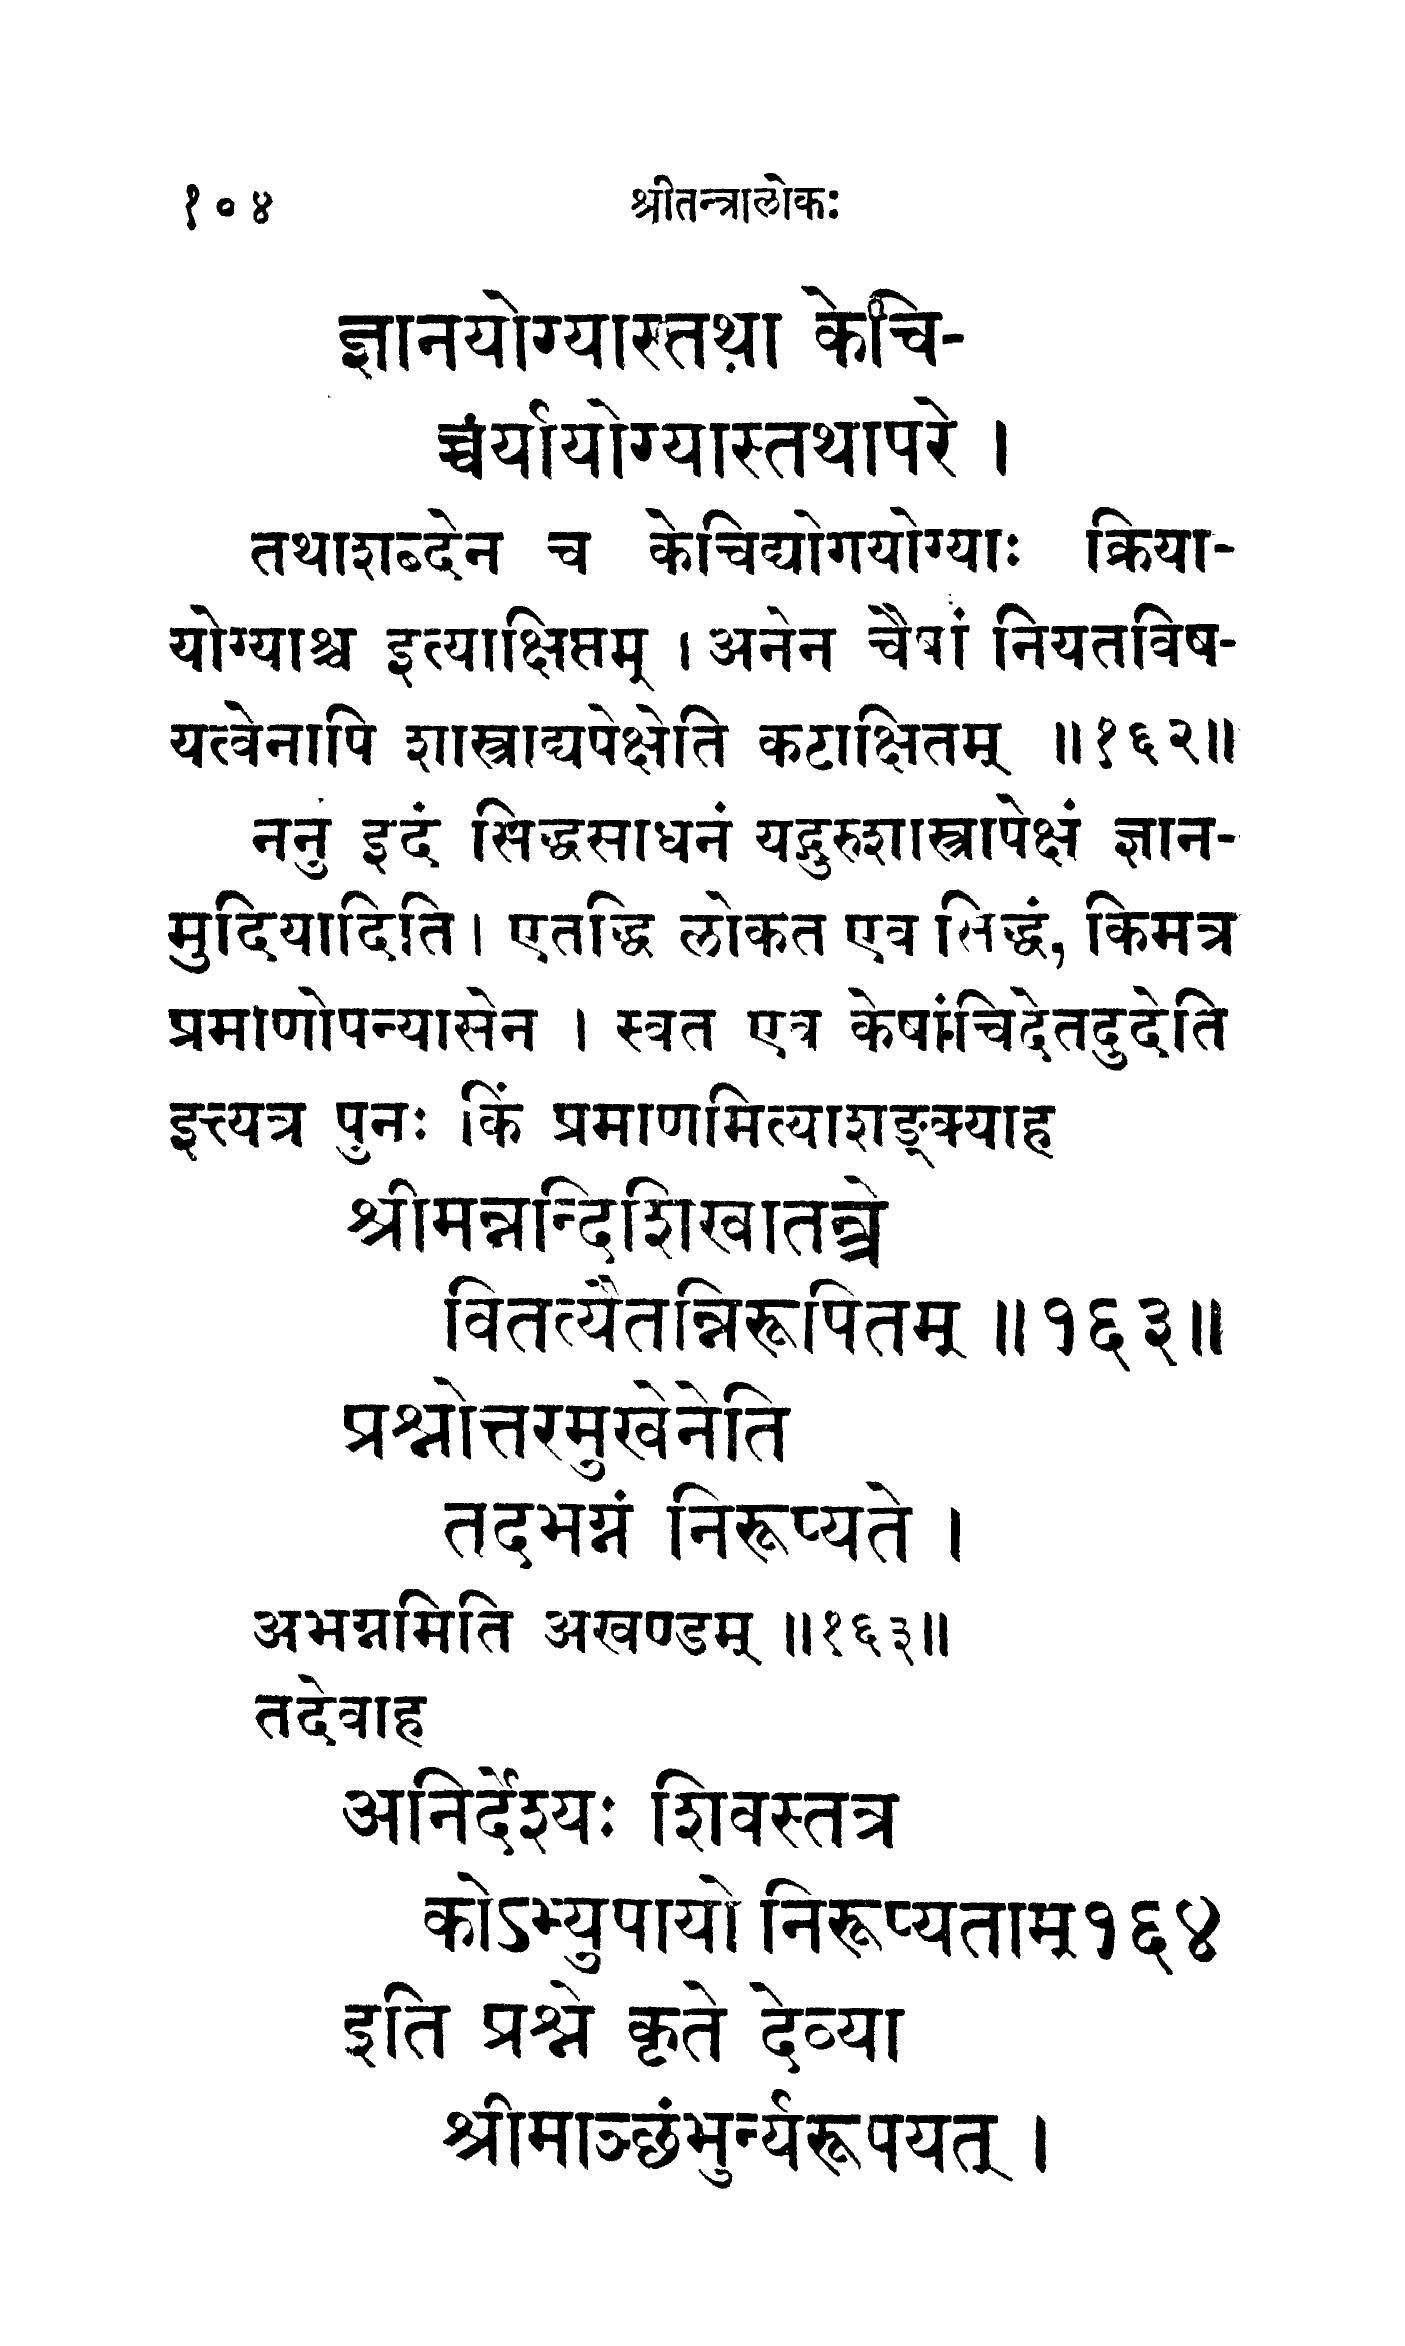 १०४ श्रीतन्त्रालोकः
ज्ञानयोग्यास्तथा केचि-
च्चर्यायोग्यास्तथापरे ।
तथाशब्देन च केचिद्योगयोग्याः क्रिया-
योग्याश्च इत्याक्षिप्तम् । अनेन चैषां नियतविष-
यत्वेनापि शास्त्राद्यपेक्षेति कटाक्षितम् ॥१६२॥
ननु इदं सिद्धसाधनं यद्गुरुशास्त्रापेक्षं ज्ञान-
मुदियादिति । एतद्धि लोकत एव सिद्धं, किमत्र
प्रमाणोपन्यासेन । स्वत एव केषांचिदेतदुदेति
इत्त्यत्र पुनः किं प्रमाणमित्याशङ्क्याह
श्रीमन्नन्दिशिखातन्त्रे
वितत्यैतन्निरूपितम् ॥१६३॥
प्रश्नोत्तरमुखेनेति
तदभग्नं निरूप्यते ।
अभग्नमिति अखण्डम् ॥१६३॥
तदेवाह
अनिर्देश्यः शिवस्तत्र
कोऽभ्युपायो निरूप्यताम् १६४
इति प्रश्ने कृते देव्या
श्रीमाञ्छंभुर्न्यरूपयत् ।